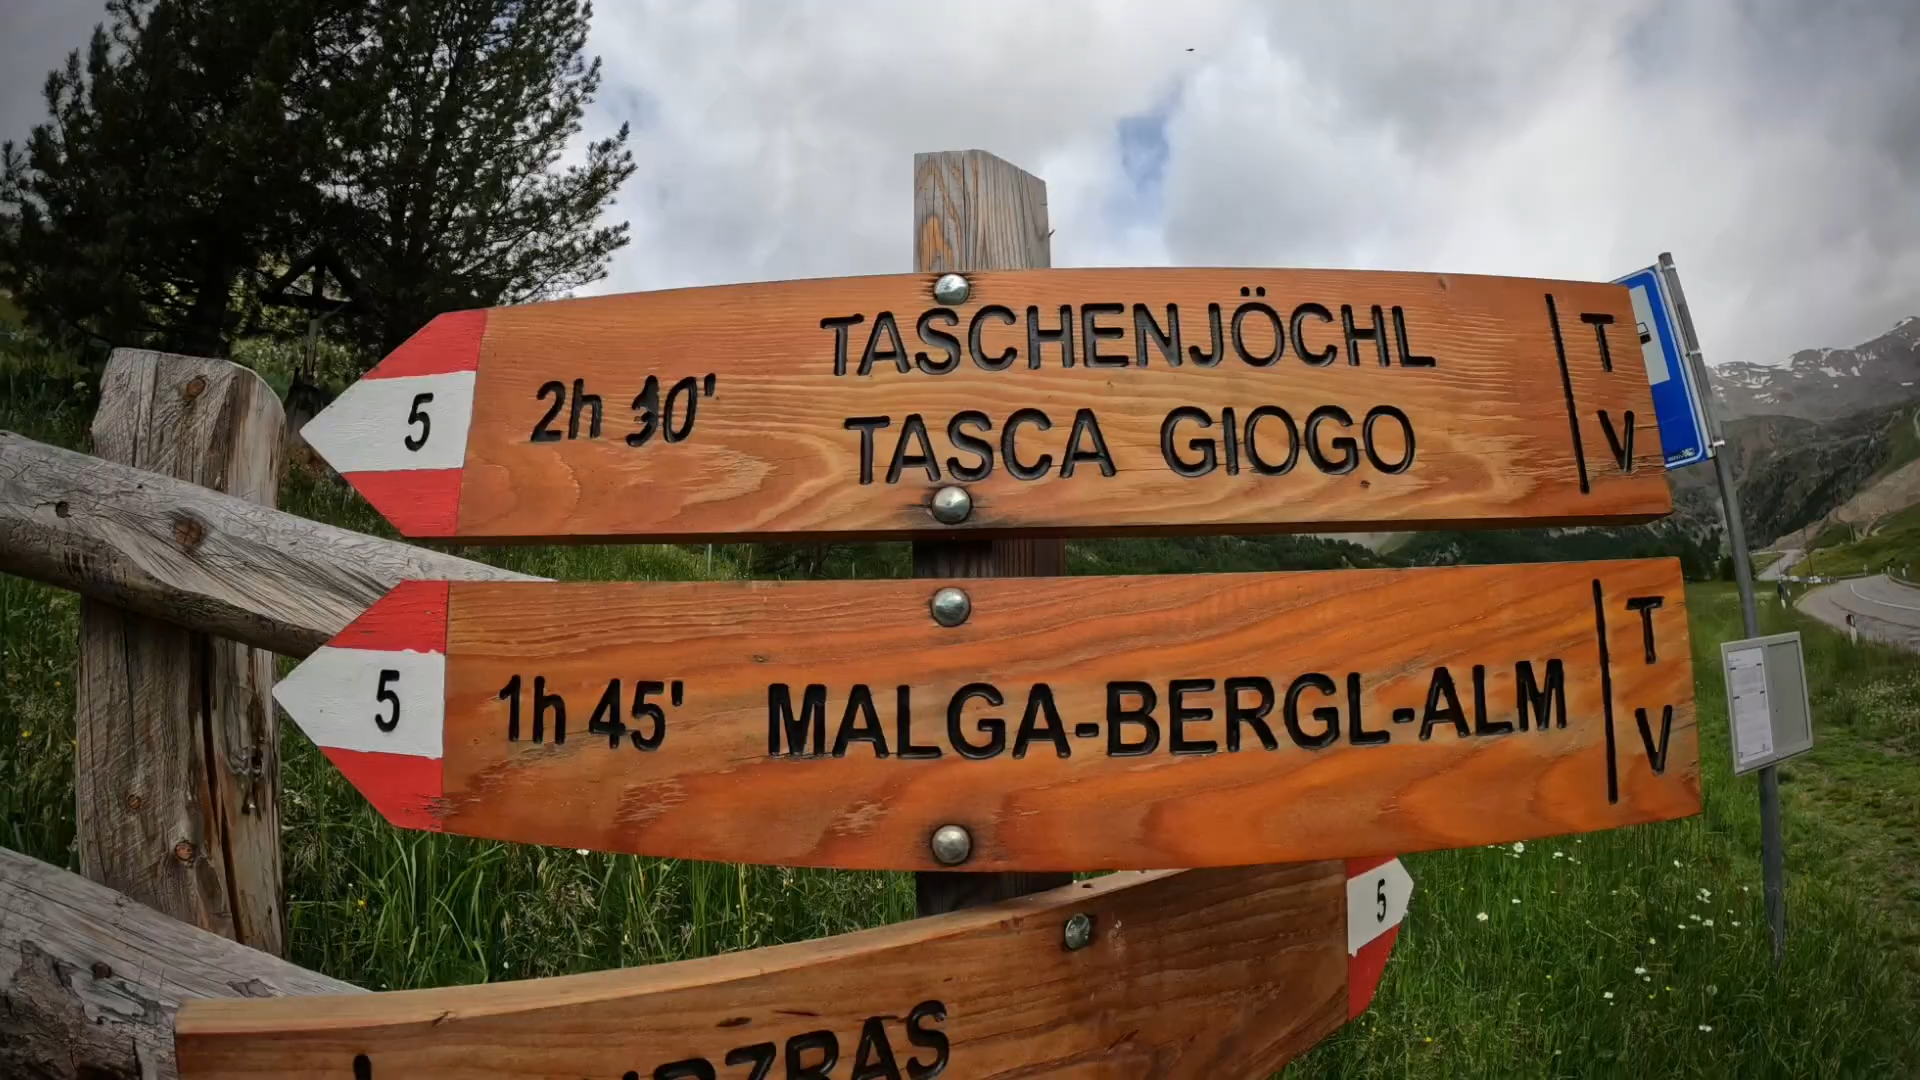 TASCHENJÖCHL
5 2h 30' TASCA GIOGO
T
V
5 1h 45' MALGA-BERGL-ALM
T
V
5